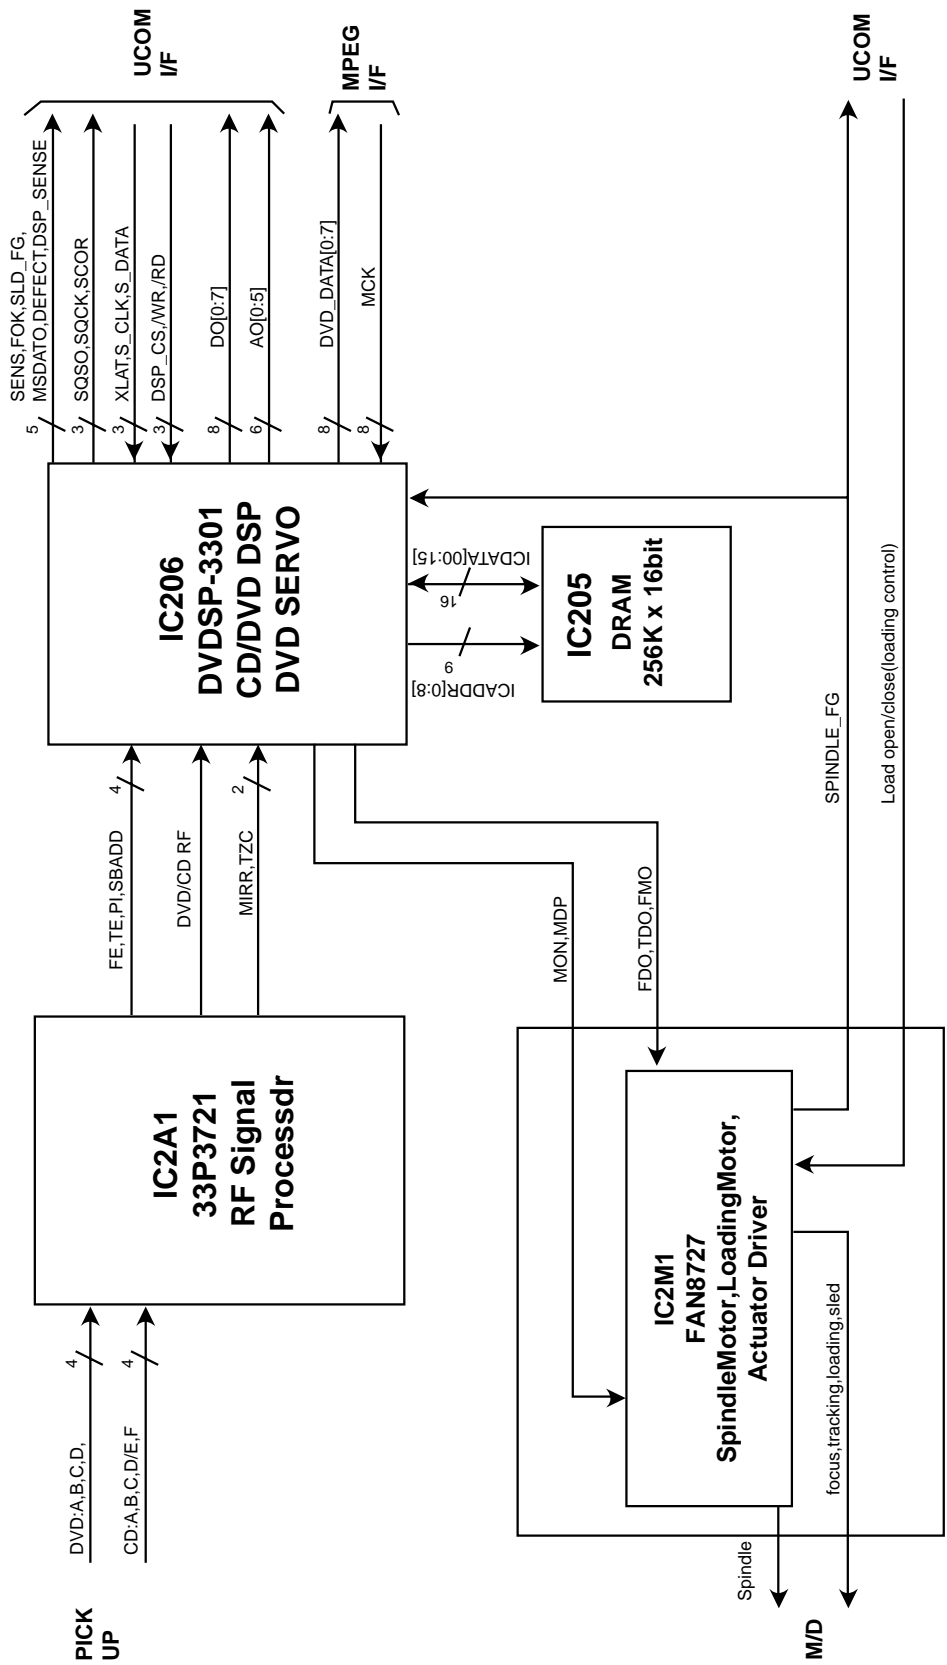 PICK
UP
DVD:A,B,C,D,
4
CD:A,B,C,D/E,F
4
IC2A1
33P3721
RF Signal
Processdr
FE,TE,PI,SBADD
4
DVD/CD RF
MIRR,TZC
2
IC206
DVDSP-3301
CD/DVD DSP
DVD SERVO
5
SENS,FOK,SLD_FG,
MSDATO,DEFECT,DSP_SENSE
3
SQSO,SQCK,SCOR
3
XLAT,S_CLK,S_DATA
3
DSP_CS,/WR,/RD
8
DO[0:7]
6
AO[0:5]
8
DVD_DATA[0:7]
8
MCK
UCOM
I/F
MPEG
I/F
ICADDR[0:8]
9
16
ICDATA[00:15]
IC205
DRAM
256K x 16bit
MON,MDP
FDO,TDO,FMO
IC2M1
FAN8727
SpindleMotor,LoadingMotor,
Actuator Driver
Spindle
focus,tracking,loading,sled
M/D
SPINDLE_FG
Load open/close(loading control)
UCOM
I/F